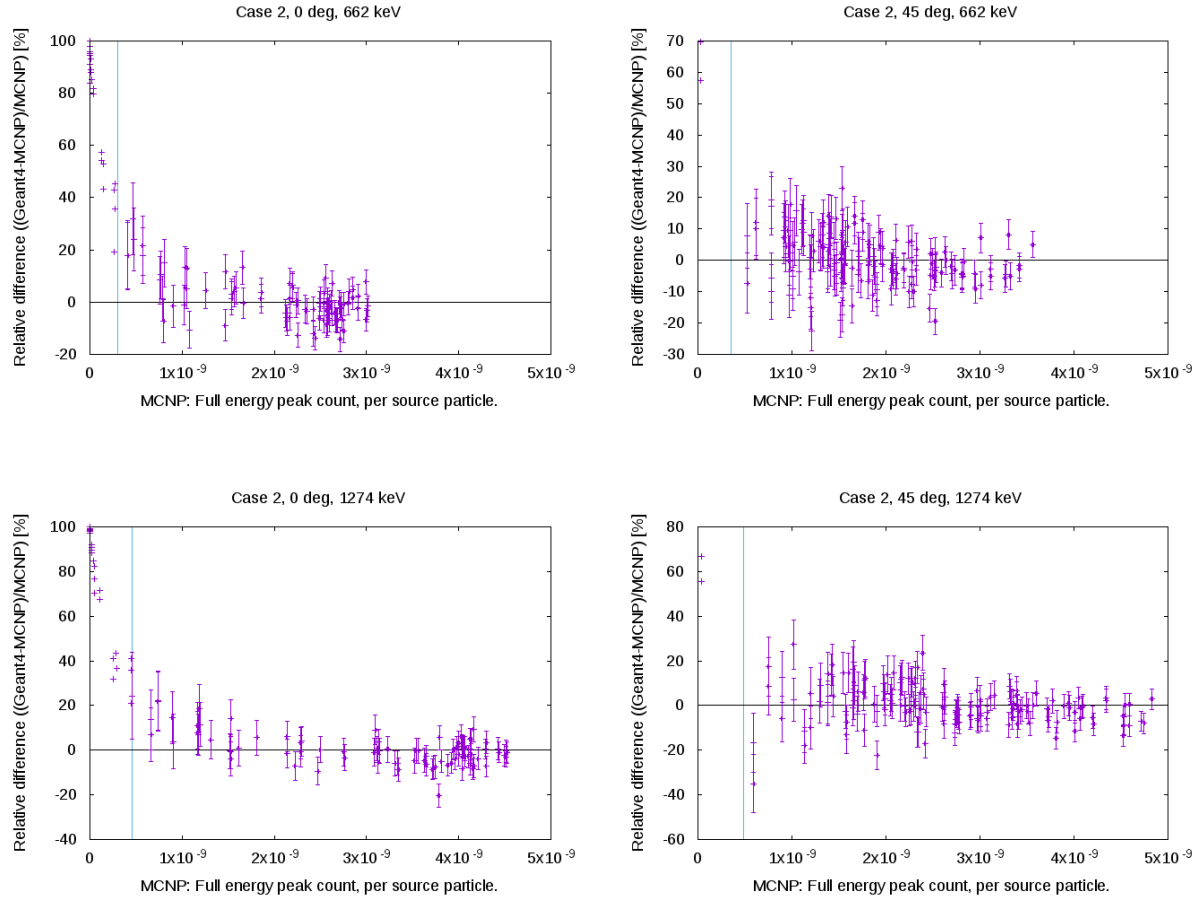 Case 2, 0 deg, 662 keV
Relative difference ((Geant4-MCNP)/MCNP) [%]
100
80
60
40
20
0
-20
0
1x10⁻⁹
2x10⁻⁹
3x10⁻⁹
4x10⁻⁹
5x10⁻⁹
MCNP: Full energy peak count, per source particle.
Case 2, 45 deg, 662 keV
Relative difference ((Geant4-MCNP)/MCNP) [%]
70
60
50
40
30
20
10
0
-10
-20
-30
0
1x10⁻⁹
2x10⁻⁹
3x10⁻⁹
4x10⁻⁹
5x10⁻⁹
MCNP: Full energy peak count, per source particle.
Case 2, 0 deg, 1274 keV
Relative difference ((Geant4-MCNP)/MCNP) [%]
100
80
60
40
20
0
-20
-40
0
1x10⁻⁹
2x10⁻⁹
3x10⁻⁹
4x10⁻⁹
5x10⁻⁹
MCNP: Full energy peak count, per source particle.
Case 2, 45 deg, 1274 keV
Relative difference ((Geant4-MCNP)/MCNP) [%]
80
60
40
20
0
-20
-40
-60
0
1x10⁻⁹
2x10⁻⁹
3x10⁻⁹
4x10⁻⁹
5x10⁻⁹
MCNP: Full energy peak count, per source particle.